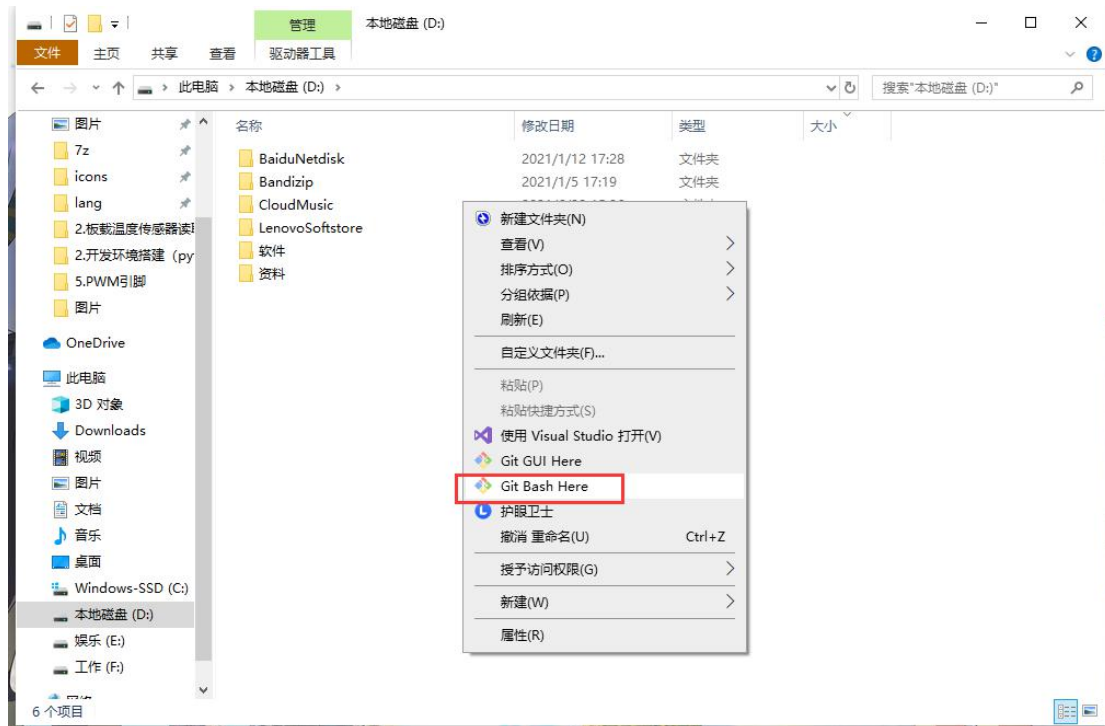 管理
本地磁盘 (D:)
文件 主页 共享 查看 驱动器工具
此电脑 › 本地磁盘 (D:) ›
搜索"本地磁盘 (D:)"
图片
7z
icons
lang
2.板载温度传感器读
2.开发环境搭建（py
5.PWM引脚
图片
OneDrive
此电脑
3D 对象
Downloads
视频
图片
文档
音乐
桌面
Windows-SSD (C:)
本地磁盘 (D:)
娱乐 (E:)
工作 (F:)
名称 修改日期 类型 大小
BaiduNetdisk 2021/1/12 17:28 文件夹
Bandizip 2021/1/5 17:19 文件夹
CloudMusic
LenovoSoftstore
软件
资料
新建文件夹(N)
查看(V)
排序方式(O)
分组依据(P)
刷新(E)
自定义文件夹(F)...
粘贴(P)
粘贴快捷方式(S)
使用 Visual Studio 打开(V)
Git GUI Here
Git Bash Here
护眼卫士
撤消 重命名(U) Ctrl+Z
授予访问权限(G)
新建(W)
属性(R)
6 个项目